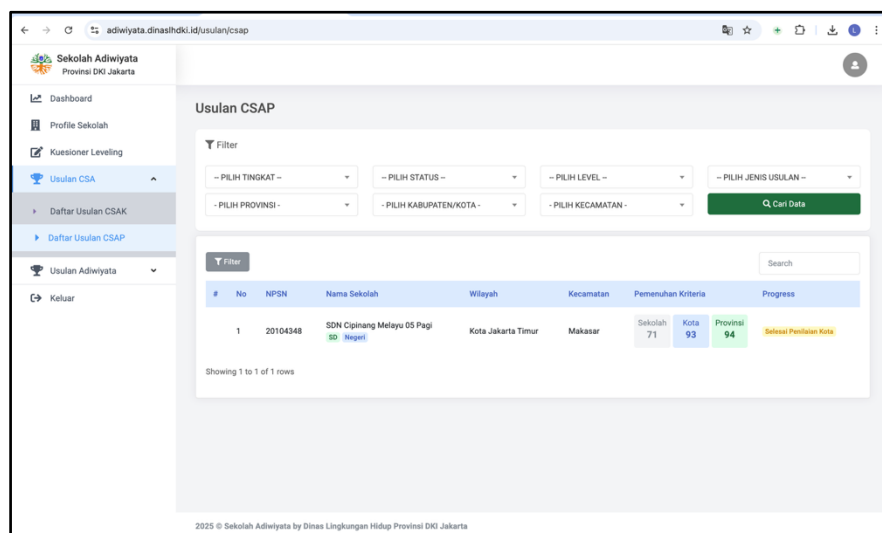 adiwiyata.dinaslhdki.id/usulan/csap
Sekolah Adiwiyata
Provinsi DKI Jakarta
Dashboard
Profile Sekolah
Kuesioner Leveling
Usulan CSA
Daftar Usulan CSAK
Daftar Usulan CSAP
Usulan Adiwiyata
Keluar
Usulan CSAP
Filter
-- PILIH TINGKAT --
-- PILIH STATUS --
-- PILIH LEVEL --
-- PILIH JENIS USULAN --
- PILIH PROVINSI -
- PILIH KABUPATEN/KOTA -
- PILIH KECAMATAN -
Cari Data
Filter
Search
# No NPSN Nama Sekolah Wilayah Kecamatan Pemenuhan Kriteria Progress
1 20104348 SDN Cipinang Melayu 05 Pagi Kota Jakarta Timur Makasar Sekolah Kota Provinsi Selesai Penilaian Kota
SD Negeri 71 93 94
Showing 1 to 1 of 1 rows
2025 © Sekolah Adiwiyata by Dinas Lingkungan Hidup Provinsi DKI Jakarta